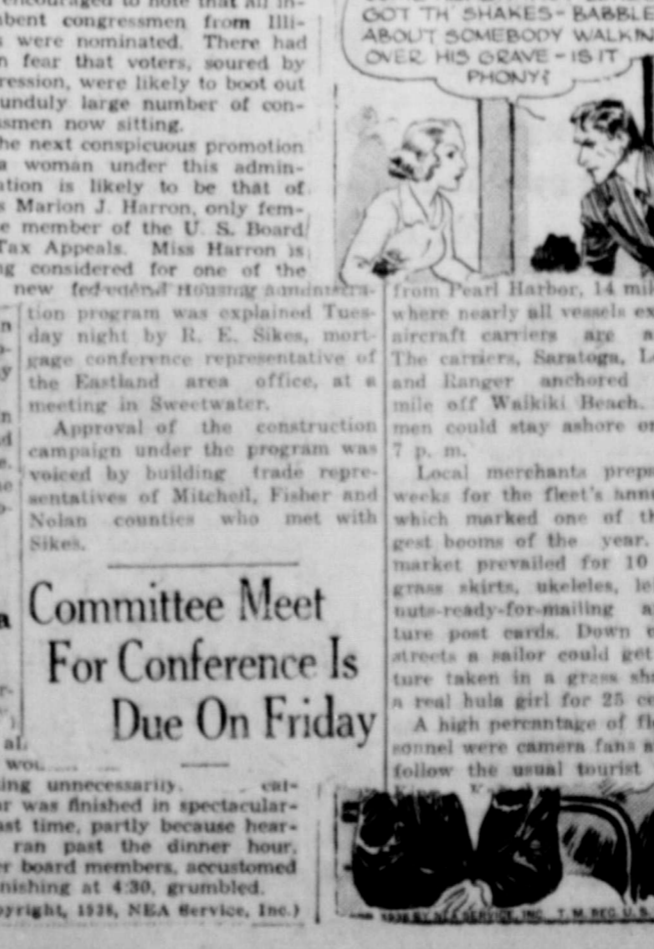 encouraged to note that all in-
bent congressmen from Illi-
were nominated. There had
fear that voters, soured by
ression, were likely to boot out
unduly large number of con-
ssmen now sitting.
he next conspicuous promotion
a woman under this admin-
ation is likely to be that of
s Marion J. Harron, only fem-
e member of the U. S. Board
Tax Appeals. Miss Harron is
ng considered for one of the
new
GOT TH' SHAKES- BABBLE
ABOUT SOMEBODY WALKIN
OVER HIS GRAVE - IS IT
PHONY?
housing administra-
tion program was explained Tues-
day night by R. E. Sikes, mort-
gage conference representative of
the Eastland area office, at a
meeting in Sweetwater.
Approval of the construction
campaign under the program was
voiced by building trade repre-
sentatives of Mitchell, Fisher and
Nolan counties who met with
Sikes.
Committee Meet
For Conference Is
Due On Friday
from Pearl Harbor, 14 mil
where nearly all vessels ex
aircraft carriers are a
The carriers, Saratoga, L
and Ranger anchored
mile off Waikiki Beach.
men could stay ashore
7 p. m.
Local merchants prep
weeks for the fleet's ann
which marked one of th
gest booms of the year.
market prevailed for 10
grass skirts, ukeleles, le
nuts-ready-for-mailing a
ture post cards. Down
streets a sailor could get
ture taken in a grass sh
a real hula girl for 25 ce
A high percantage of fl
sonnel were camera fans a
follow the usual tourist
ing unnecessarily. cal-
or was finished in spectacular-
ast time, partly because hear-
ran past the dinner hour.
er board members, accustomed
nishing at 4:30, grumbled.
pyright, 1938, NEA Service, Inc.)
1938 BY NEA SERVICE, INC. T. M. REG. U. S.